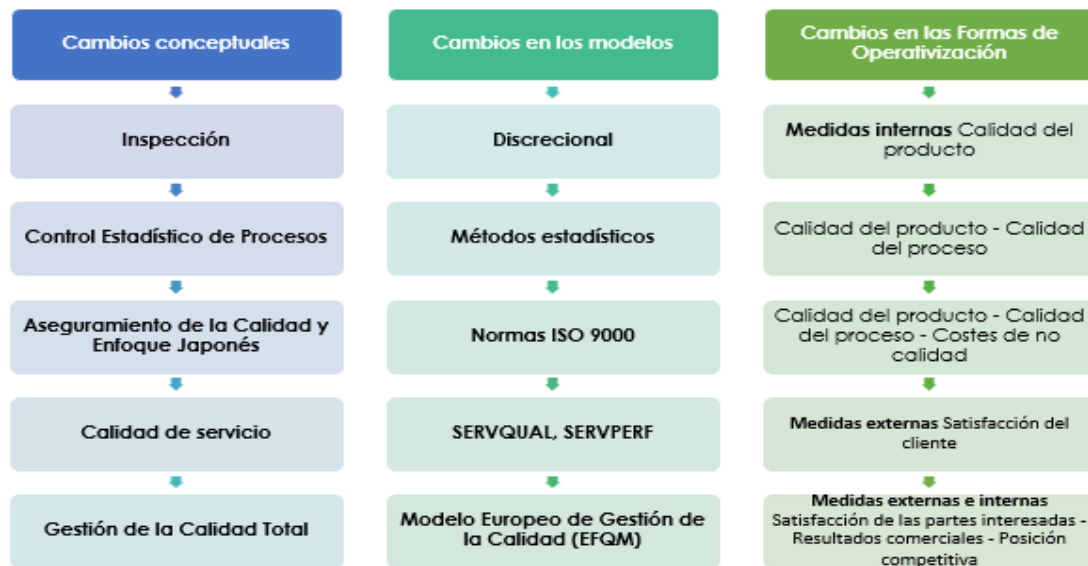 Cambios conceptuales
Inspección
Control Estadístico de Procesos
Aseguramiento de la Calidad y
Enfoque Japonés
Calidad de servicio
Gestión de la Calidad Total
Cambios en los modelos
Discrecional
Métodos estadísticos
Normas ISO 9000
SERVQUAL, SERVPERF
Modelo Europeo de Gestión de
la Calidad (EFQM)
Cambios en las Formas de
Operativización
Medidas internas Calidad del
producto
Calidad del producto - Calidad
del proceso
Calidad del producto - Calidad
del proceso - Costes de no
calidad
Medidas externas Satisfacción del
cliente
Medidas externas e internas
Satisfacción de las partes interesadas -
Resultados comerciales - Posición
competitiva